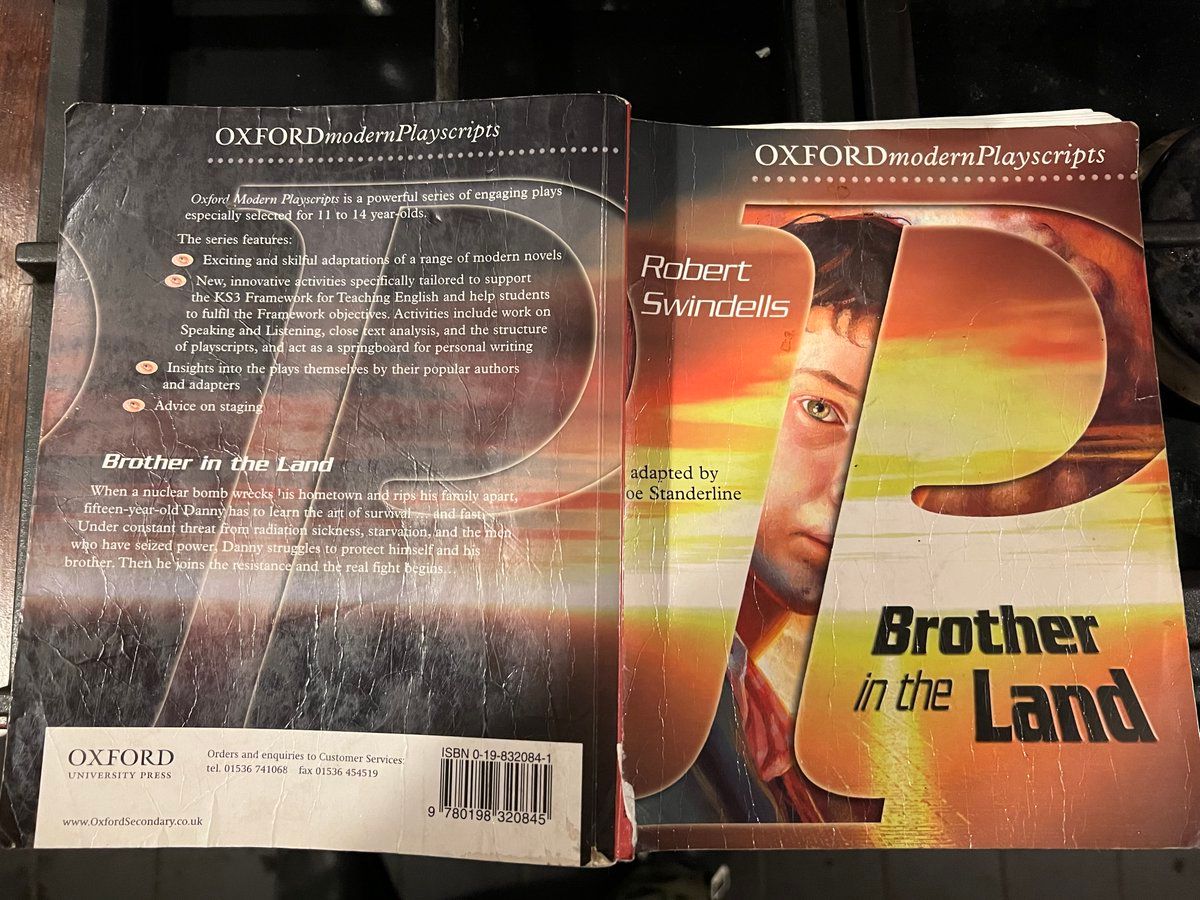 OXFORDmodernPlayscripts
Oxford Modern Playscripts is a powerful series of engaging plays
especially selected for 11 to 14 year-olds.
The series features:
Exciting and skilful adaptations of a range of modern novels
New, innovative activities specifically tailored to support
the KS3 Framework for Teaching English and help students
to fulfil the Framework objectives. Activities include work on
Speaking and Listening, close text analysis, and the structure
of playscripts, and act as a springboard for personal writing
Insights into the plays themselves by their popular authors
and adapters
Advice on staging
Brother in the Land
When a nuclear bomb wrecks his hometown and rips his family apart,
fifteen-year-old Danny has to learn the art of survival ... and fast.
Under constant threat from radiation sickness, starvation, and the men
who have seized power, Danny struggles to protect himself and his
brother. Then he joins the resistance and the real fight begins...
OXFORD
UNIVERSITY PRESS
Orders and enquiries to Customer Services:
tel. 01536 741068 fax 01536 454519
www.OxfordSecondary.co.uk
ISBN 0-19-832084-1
9 780198 320845
OXFORDmodernPlayscripts
Robert
Swindells
adapted by
oe Standerline
Brother
in the Land